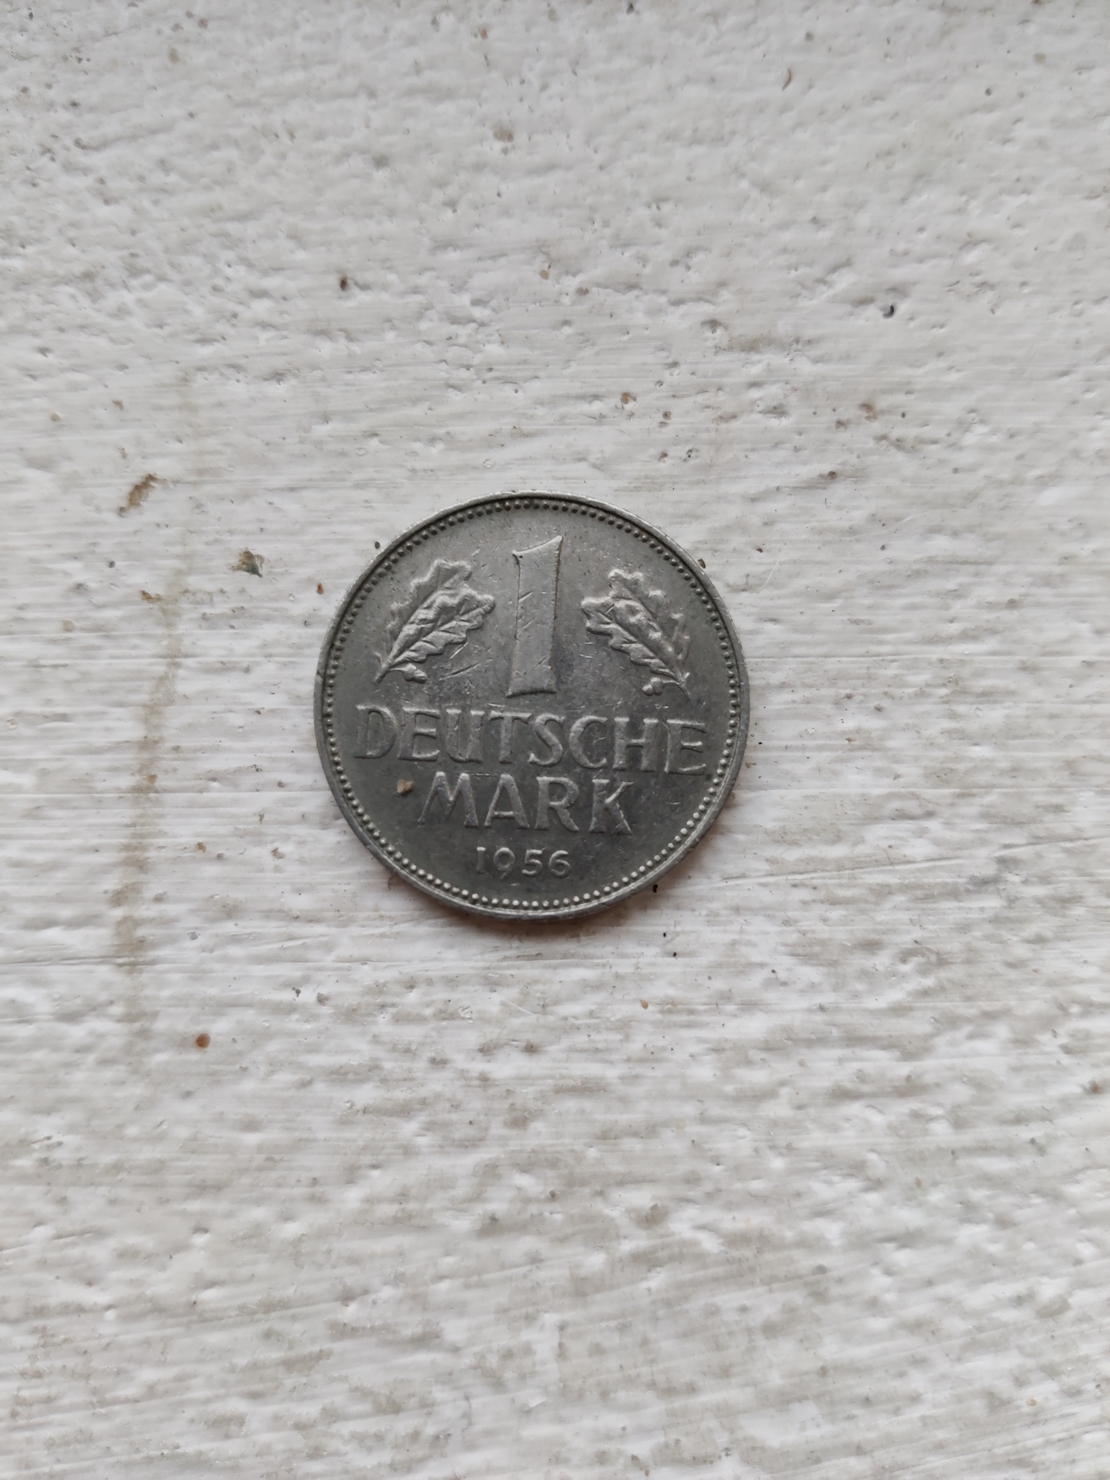 1
DEUTSCHE
MARK
1956